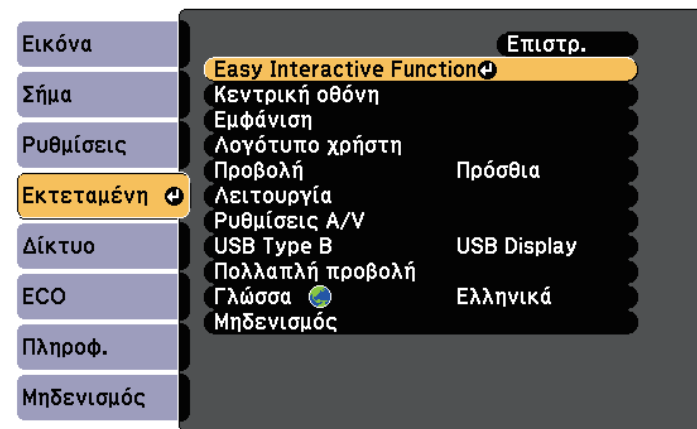 Εικόνα
Σήμα
Ρυθμίσεις
Εκτεταμένη
Δίκτυο
ECO
Πληροφ.
Μηδενισμός
Επιστρ.
Easy Interactive Function
Κεντρική οθόνη
Εμφάνιση
Λογότυπο χρήστη
Προβολή Πρόσθια
Λειτουργία
Ρυθμίσεις A/V
USB Type B USB Display
Πολλαπλή προβολή
Γλώσσα Ελληνικά
Μηδενισμός